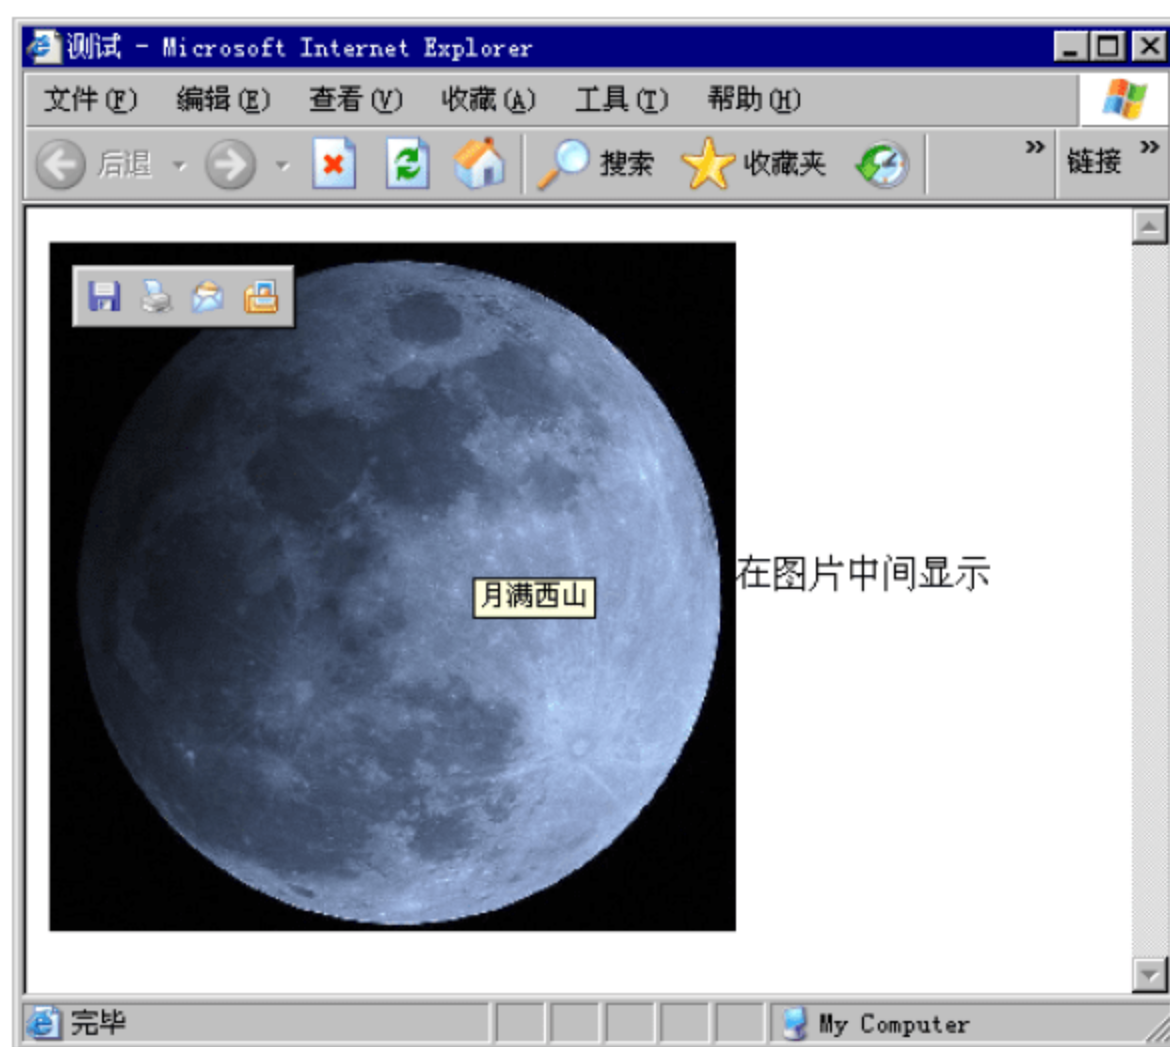 测试 - Microsoft Internet Explorer
文件(F) 编辑(E) 查看(V) 收藏(A) 工具(T) 帮助(H)
后退 搜索 收藏夹 » 链接 »
在图片中间显示
月满西山
完毕 My Computer